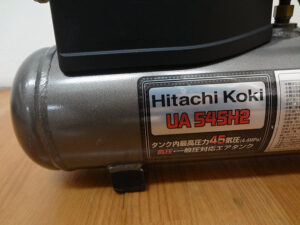 Hitachi Koki
UA 545H2
タンク内最高圧力45気圧(4.4MPa)
高圧・一般圧対応エアタンク